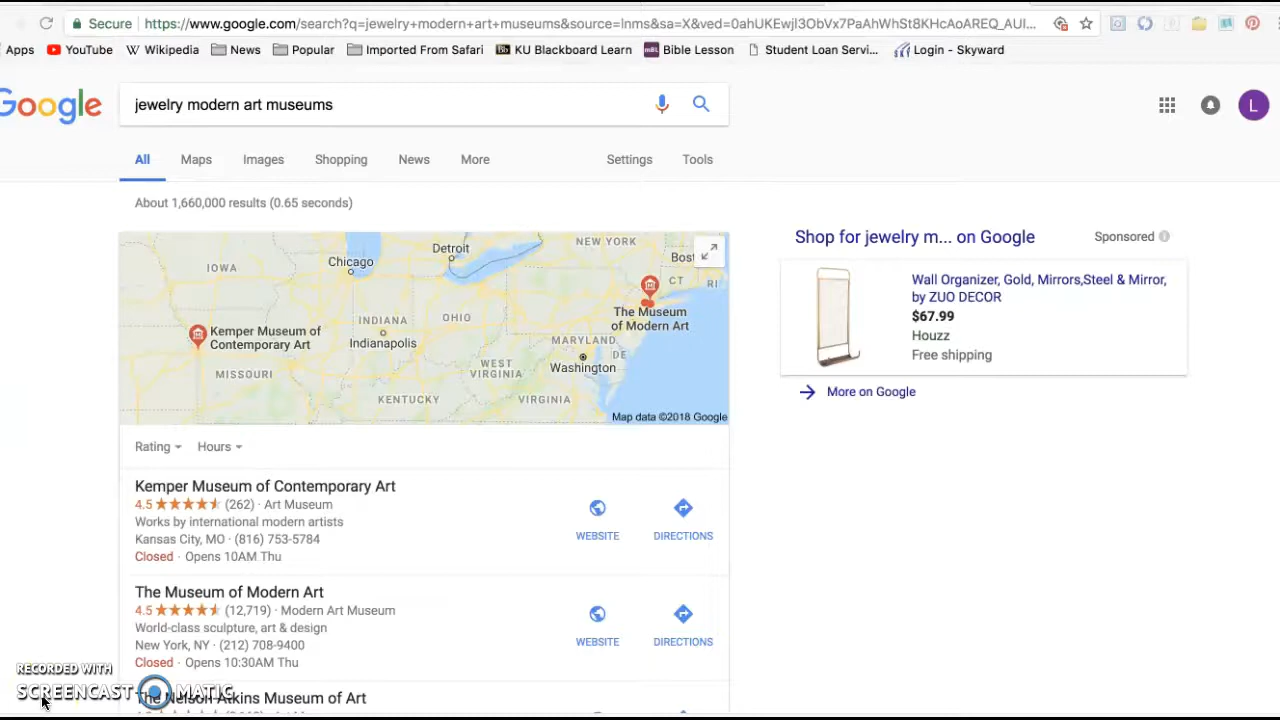 Secure https://www.google.com/search?q=jewelry+modern+art+museums&source=lnms&sa=X&ved=0ahUKEwjI3ObVx7PaAhWhSt8KHcAoAREQ_AUI...
Apps YouTube Wikipedia News Popular Imported From Safari Bb KU Blackboard Learn Bible Lesson Student Loan Servi... Login - Skyward
Google jewelry modern art museums L
All Maps Images Shopping News More Settings Tools
About 1,660,000 results (0.65 seconds)
Shop for jewelry m... on Google Sponsored
Wall Organizer, Gold, Mirrors,Steel & Mirror,
by ZUO DECOR
$67.99
Houzz
Free shipping
More on Google
NEW YORK
Detroit
Chicago
Bost
IOWA
CT RI
The Museum
of Modern Art
INDIANA
OHIO
Kemper Museum of
Contemporary Art
Indianapolis
MARYLAND
DE
Washington
WEST
VIRGINIA
MISSOURI
KENTUCKY
VIRGINIA
Map data ©2018 Google
Rating Hours
Kemper Museum of Contemporary Art
4.5 (262) · Art Museum
Works by international modern artists
Kansas City, MO · (816) 753-5784
Closed · Opens 10AM Thu
WEBSITE DIRECTIONS
The Museum of Modern Art
4.5 (12,719) · Modern Art Museum
World-class sculpture, art & design
New York, NY · (212) 708-9400
Closed · Opens 10:30AM Thu
WEBSITE DIRECTIONS
The Nelson-Atkins Museum of Art
RECORDED WITH
SCREENCAST MATIC